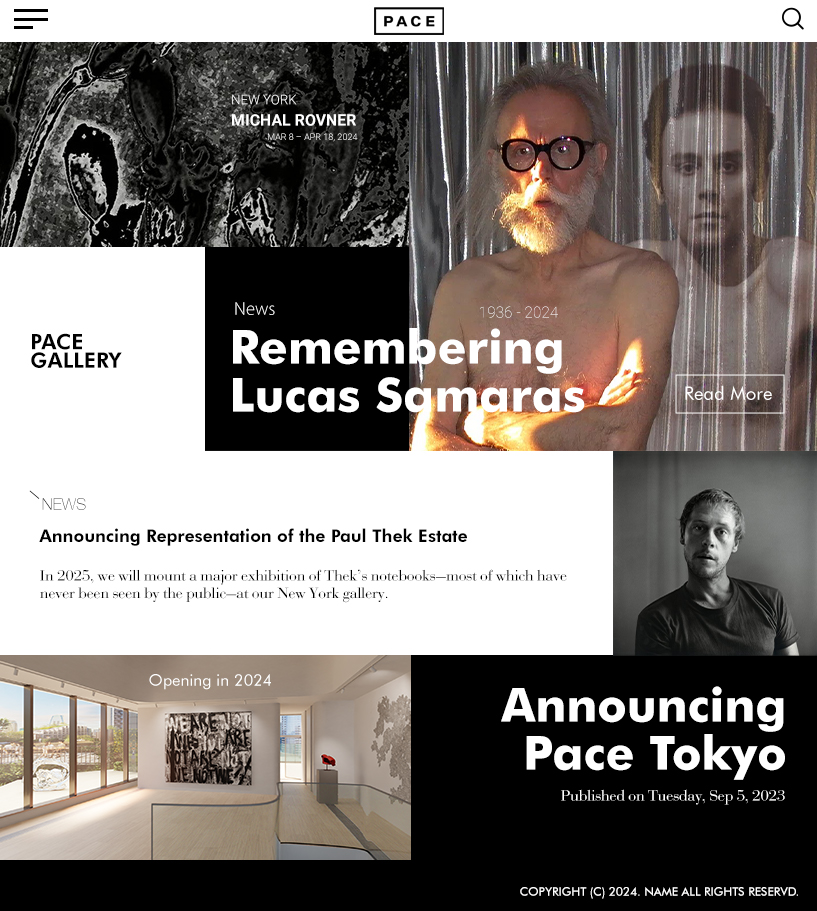 PACE
NEW YORK
MICHAL ROVNER
MAR 8 – APR 18, 2024
PACE
GALLERY
News
1936 - 2024
Remembering
Lucas Samaras
Read More
NEWS
Announcing Representation of the Paul Thek Estate
In 2025, we will mount a major exhibition of Thek's notebooks—most of which have
never been seen by the public—at our New York gallery.
Opening in 2024
Announcing
Pace Tokyo
Published on Tuesday, Sep 5, 2023
COPYRIGHT (C) 2024. NAME ALL RIGHTS RESERVD.